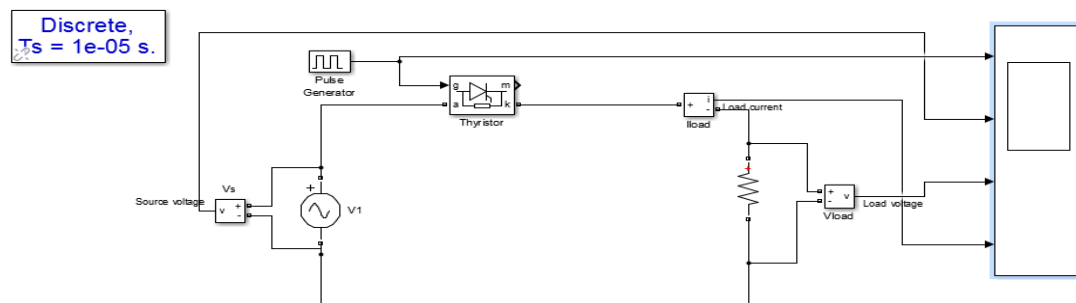 Discrete,
Ts = 1e-05 s.
Pulse
Generator
g
m
a
k
Thyristor
+
i
-
Load current
Iload
Vs
Source voltage
v
+
-
+
V1
+
+
-
v
Vload
Load voltage